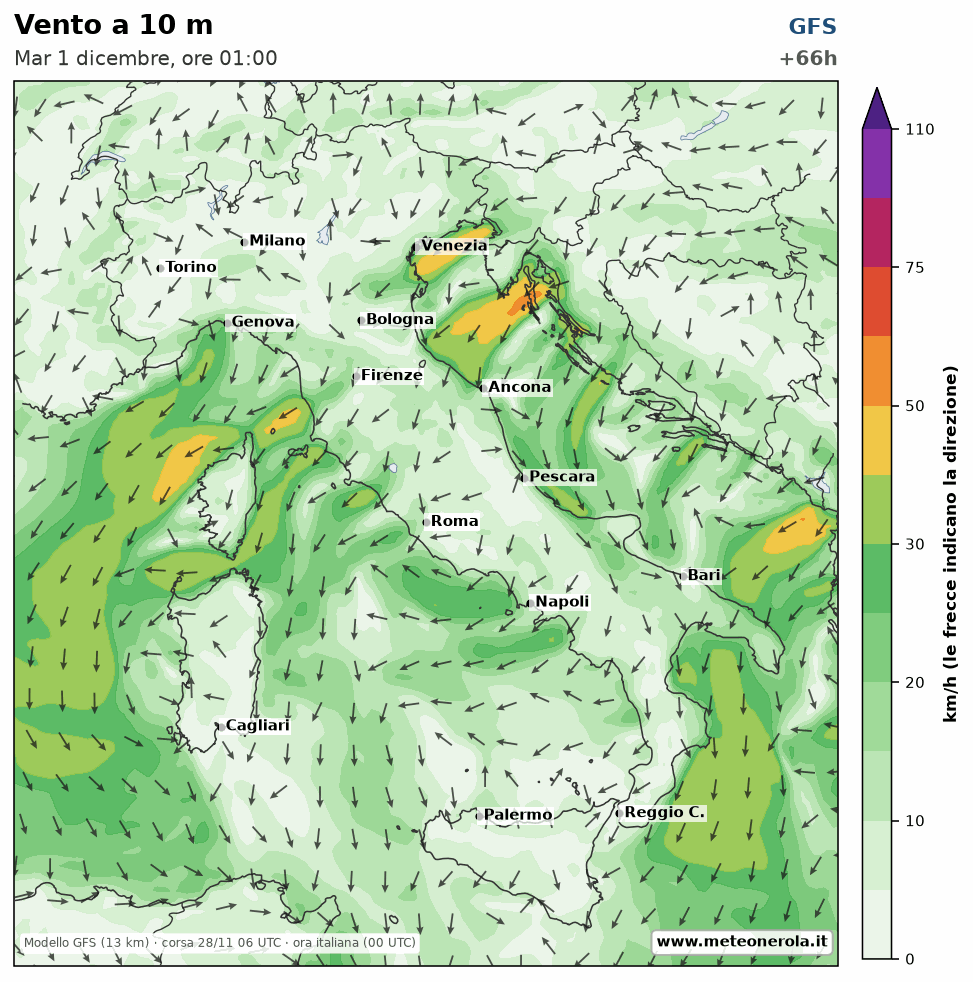 Vento a 10 m
GFS
Mar 1 dicembre, ore 01:00
+66h
110
75
50
30
20
10
0
km/h (le frecce indicano la direzione)
Venezia
Milano
Torino
Genova
Bologna
Firenze
Ancona
Pescara
Roma
Bari
Napoli
Cagliari
Palermo
Reggio C.
Modello GFS (13 km) · corsa 28/11 06 UTC · ora italiana (00 UTC)
www.meteonerola.it